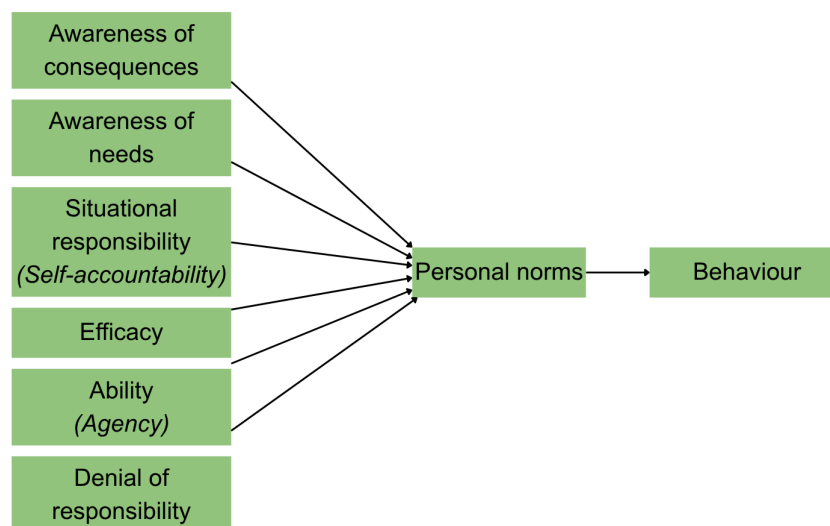 Awareness of
consequences
Awareness of
needs
Situational
responsibility
(Self-accountability)
Efficacy
Ability
(Agency)
Denial of
responsibility
Personal norms
Behaviour